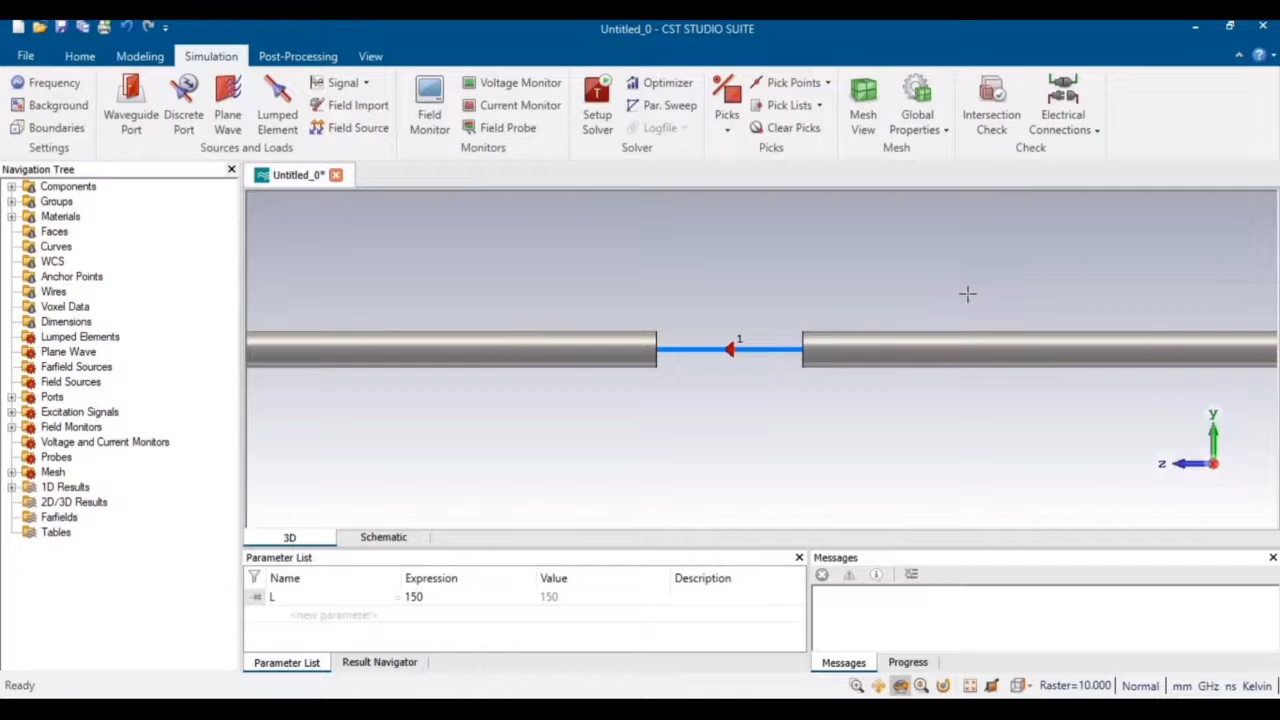 Untitled_0 - CST STUDIO SUITE
File Home Modeling Simulation Post-Processing View
Frequency
Background
Boundaries
Settings
Waveguide Port
Discrete Port
Plane Wave
Lumped Element
Signal
Field Import
Field Source
Sources and Loads
Field Monitor
Voltage Monitor
Current Monitor
Field Probe
Monitors
Setup Solver
Optimizer
Par. Sweep
Logfile
Solver
Picks
Pick Points
Pick Lists
Clear Picks
Picks
Mesh View
Global Properties
Mesh
Intersection Check
Electrical Connections
Check
Navigation Tree
Components
Groups
Materials
Faces
Curves
WCS
Anchor Points
Wires
Voxel Data
Dimensions
Lumped Elements
Plane Wave
Farfield Sources
Field Sources
Ports
Excitation Signals
Field Monitors
Voltage and Current Monitors
Probes
Mesh
1D Results
2D/3D Results
Farfields
Tables
Untitled_0*
1
y
z
3D Schematic
Parameter List
Name Expression Value Description
L = 150 150
<new parameter>
Parameter List Result Navigator
Messages
Messages Progress
Ready
Raster=10.000 Normal mm GHz ns Kelvin